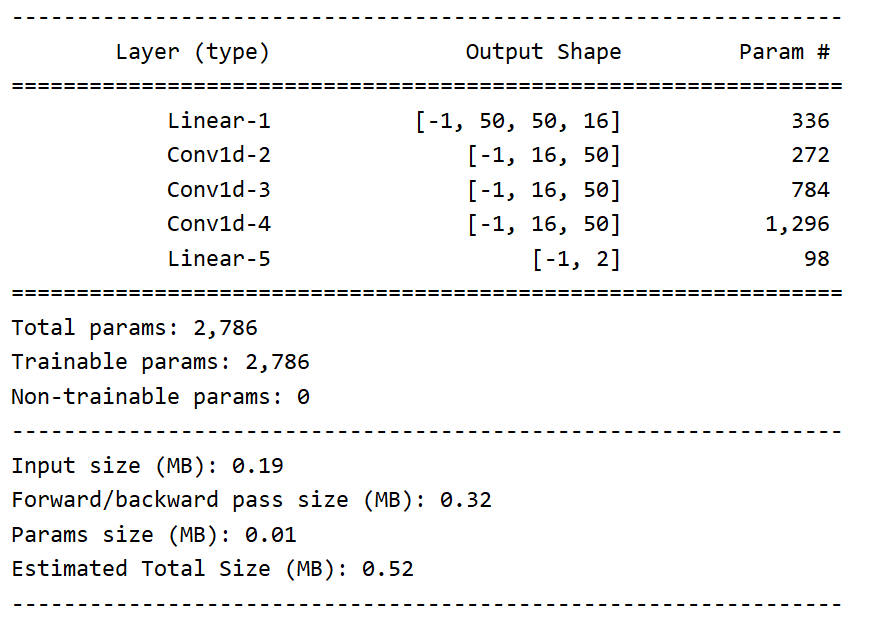 ----------------------------------------------------------------
        Layer (type)               Output Shape         Param #
================================================================
            Linear-1           [-1, 50, 50, 16]             336
            Conv1d-2               [-1, 16, 50]             272
            Conv1d-3               [-1, 16, 50]             784
            Conv1d-4               [-1, 16, 50]           1,296
            Linear-5                    [-1, 2]              98
================================================================
Total params: 2,786
Trainable params: 2,786
Non-trainable params: 0
----------------------------------------------------------------
Input size (MB): 0.19
Forward/backward pass size (MB): 0.32
Params size (MB): 0.01
Estimated Total Size (MB): 0.52
----------------------------------------------------------------